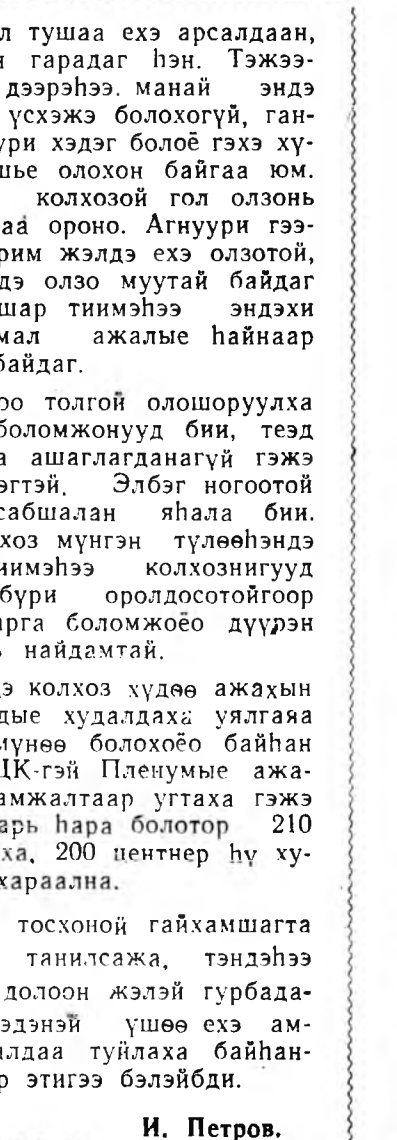 л тушаа ехэ арсалдаан,
гарадаг һэн. Тэжээ-
дээрэһээ. манай эндэ
үсхэжэ болохогүй, ган-
ури хэдэг болоё гэхэ хү-
шье олохон байгаа юм.
колхозой гол олзонь
аа ороно. Агнуури гээ-
рим жэлдэ ехэ олзотой,
дэ олзо муутай байдаг
шар тиимэһээ эндэхи
мал ажалые һайнаар
байдаг.
оо толгой олошоруулха
боломжонууд бии, теэд
а ашаглагданагүй гэжэ
эгтэй. Элбэг ногоотой
сабшалан яһала бии.
хоз мүнгэн түлөөһэндэ
иимэһээ колхознигууд
бүри оролдосотойгоор
арга боломжоёо дүүрэн
найдамтай.
э колхоз хүдөө ажахын
дые худалдаха уялгаяа
мүнөө болохоёо байһан
ЦК-гэй Пленумые ажа-
амжалтаар угтаха гэжэ
арь һара болотор 210
ха, 200 центнер һү ху-
хараална.
тосхоной гайхамшагта
танилсажа, тэндэһээ
долоон жэлэй гурбада-
эдэнэй үшөө ехэ ам-
алдаа туйлаха байһан-
р этигээ бэлэйбди.
И. Петров.